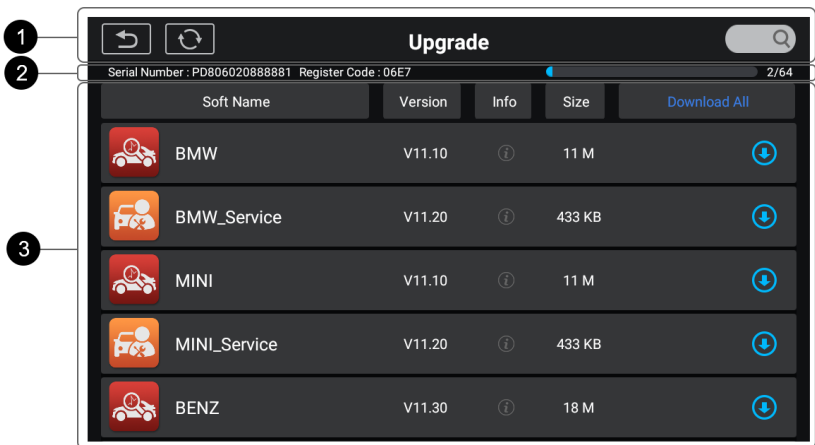 1
Upgrade
2
Serial Number : PD806020888881 Register Code : 06E7 2/64
Soft Name Version Info Size Download All
BMW V11.10 i 11 M
BMW_Service V11.20 i 433 KB
3
MINI V11.10 i 11 M
MINI_Service V11.20 i 433 KB
BENZ V11.30 i 18 M